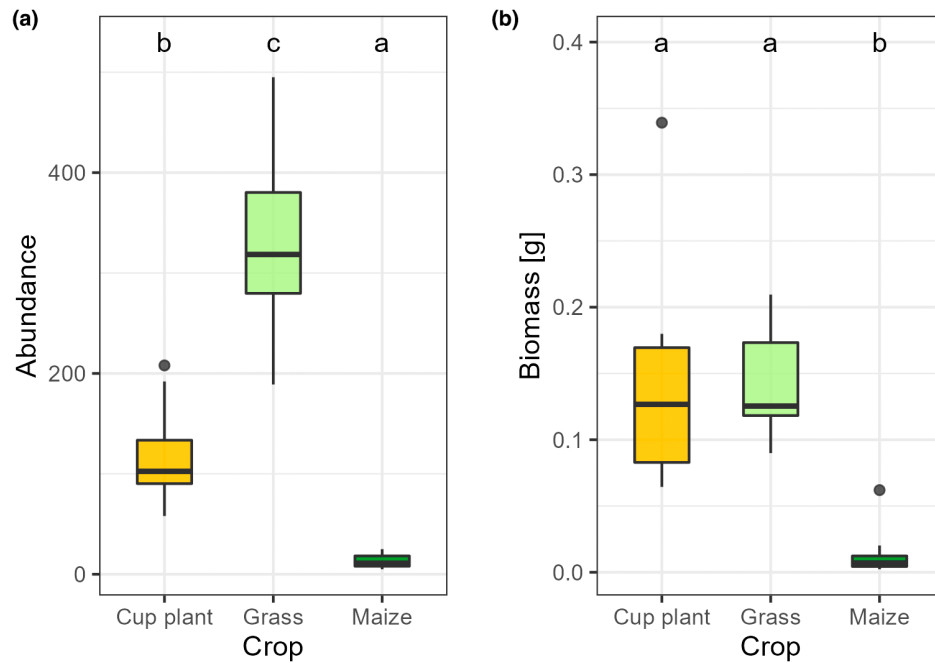 (a)
b c a
Abundance
400
200
0
Cup plant Grass Maize
Crop
(b)
a a b
Biomass [g]
0.4
0.3
0.2
0.1
0.0
Cup plant Grass Maize
Crop